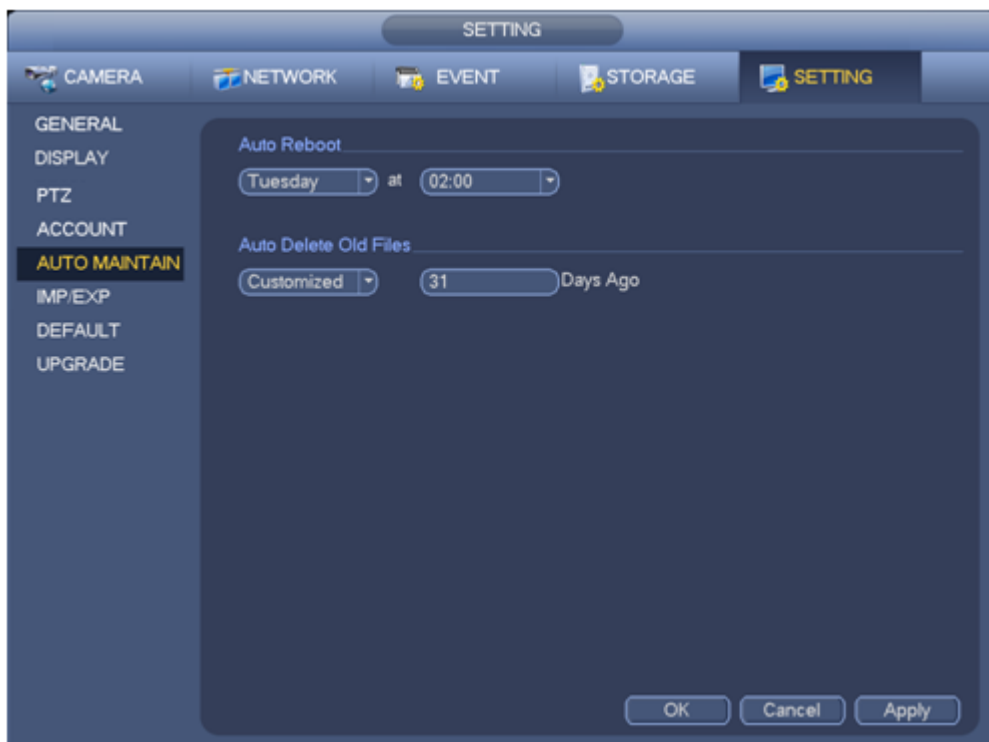 SETTING
CAMERA NETWORK EVENT STORAGE SETTING
GENERAL
DISPLAY
PTZ
ACCOUNT
AUTO MAINTAIN
IMP/EXP
DEFAULT
UPGRADE
Auto Reboot
Tuesday at 02:00
Auto Delete Old Files
Customized 31 Days Ago
OK Cancel Apply